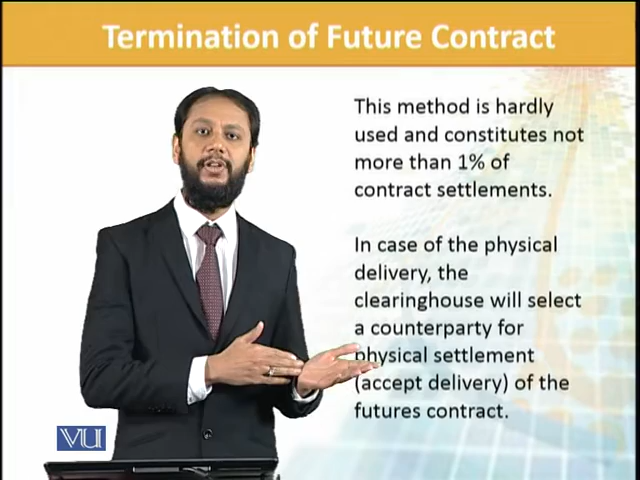 Termination of Future Contract
This method is hardly
used and constitutes not
more than 1% of
contract settlements.
In case of the physical
delivery, the
clearinghouse will select
a counterparty for
physical settlement
(accept delivery) of the
futures contract.
VU